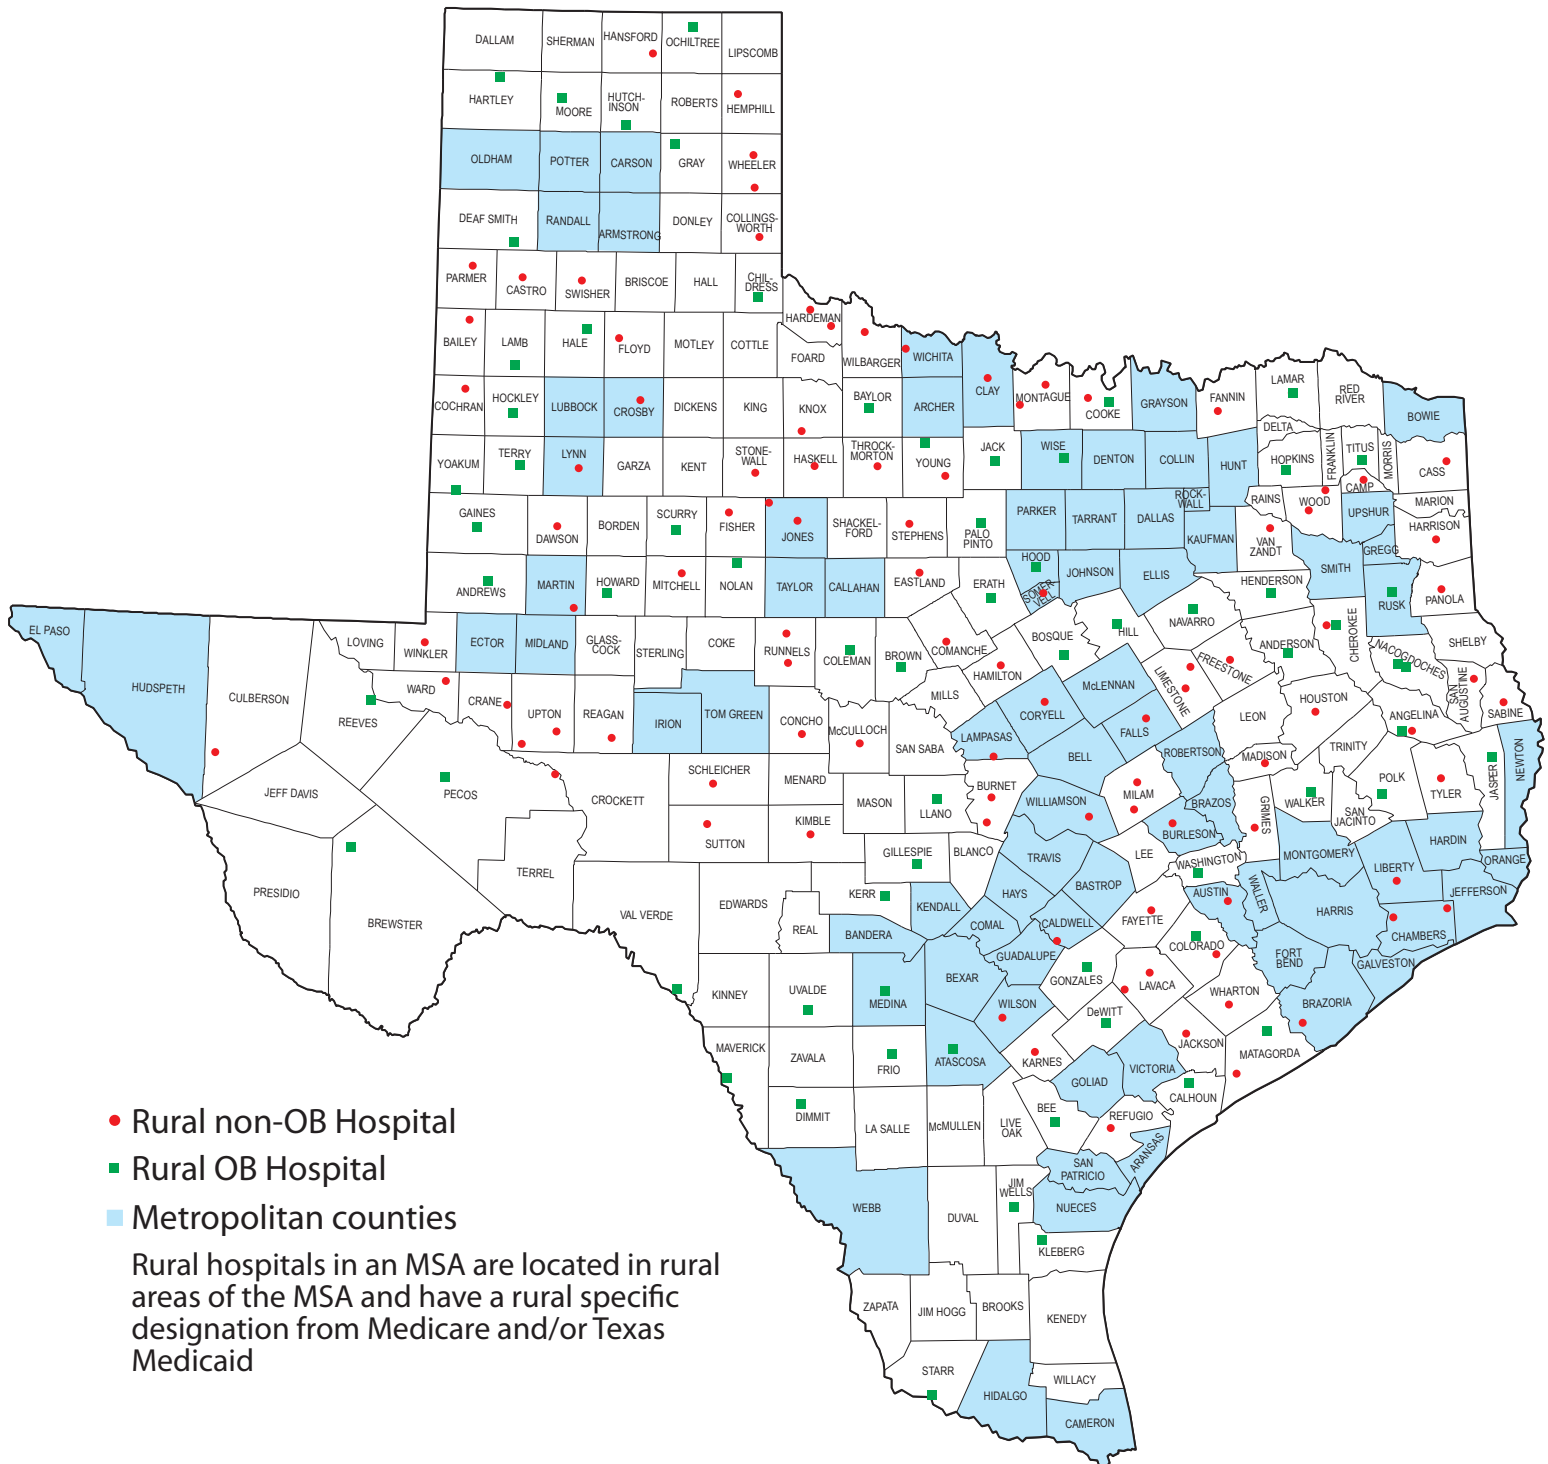 DALLAM
SHERMAN
HANSFORD
OCHILTREE
LIPSCOMB
HARTLEY
MOORE
HUTCH-
INSON
ROBERTS
HEMPHILL
OLDHAM
POTTER
CARSON
GRAY
WHEELER
DEAF SMITH
RANDALL
ARMSTRONG
DONLEY
COLLINGS-
WORTH
PARMER
CASTRO
SWISHER
BRISCOE
HALL
CHIL-
DRESS
HARDEMAN
BAILEY
LAMB
HALE
FLOYD
MOTLEY
COTTLE
FOARD
WILBARGER
WICHITA
CLAY
MONTAGUE
COOKE
GRAYSON
FANNIN
LAMAR
RED
RIVER
BOWIE
COCHRAN
HOCKLEY
LUBBOCK
CROSBY
DICKENS
KING
KNOX
BAYLOR
ARCHER
DELTA
YOAKUM
TERRY
LYNN
GARZA
KENT
STONE-
WALL
HASKELL
THROCK-
MORTON
YOUNG
JACK
WISE
DENTON
COLLIN
HUNT
HOPKINS
FRANKLIN
TITUS
MORRIS
CASS
CAMP
MARION
GAINES
DAWSON
BORDEN
SCURRY
FISHER
JONES
SHACKEL-
FORD
STEPHENS
PALO
PINTO
PARKER
TARRANT
DALLAS
ROCK-
WALL
RAINS
WOOD
UPSHUR
HARRISON
KAUFMAN
VAN
ZANDT
GREGG
SMITH
ANDREWS
MARTIN
HOWARD
MITCHELL
NOLAN
TAYLOR
CALLAHAN
EASTLAND
ERATH
HOOD
SOMER-
VELL
JOHNSON
ELLIS
HENDERSON
RUSK
PANOLA
EL PASO
HUDSPETH
CULBERSON
LOVING
WINKLER
ECTOR
MIDLAND
GLASS-
COCK
STERLING
COKE
RUNNELS
COLEMAN
BROWN
COMANCHE
HAMILTON
BOSQUE
HILL
NAVARRO
ANDERSON
CHEROKEE
NACOGDOCHES
SHELBY
REEVES
WARD
CRANE
UPTON
REAGAN
IRION
TOM GREEN
CONCHO
McCULLOCH
SAN SABA
MILLS
LAMPASAS
CORYELL
McLENNAN
LIMESTONE
FREESTONE
LEON
HOUSTON
ANGELINA
SAN
AUGUSTINE
SABINE
FALLS
BELL
ROBERTSON
MADISON
TRINITY
POLK
TYLER
JASPER
NEWTON
JEFF DAVIS
PECOS
CROCKETT
SCHLEICHER
MENARD
MASON
LLANO
BURNET
WILLIAMSON
MILAM
BRAZOS
GRIMES
WALKER
SAN
JACINTO
TERREL
SUTTON
KIMBLE
GILLESPIE
BLANCO
TRAVIS
LEE
BURLESON
WASHINGTON
MONTGOMERY
LIBERTY
HARDIN
ORANGE
PRESIDIO
BREWSTER
VAL VERDE
EDWARDS
REAL
KERR
KENDALL
BANDERA
HAYS
COMAL
BASTROP
CALDWELL
GUADALUPE
FAYETTE
AUSTIN
WALLER
HARRIS
JEFFERSON
CHAMBERS
COLORADO
FORT
BEND
GALVESTON
KINNEY
UVALDE
MEDINA
BEXAR
WILSON
GONZALES
LAVACA
WHARTON
BRAZORIA
MAVERICK
ZAVALA
FRIO
ATASCOSA
KARNES
DeWITT
JACKSON
MATAGORDA
GOLIAD
VICTORIA
CALHOUN
DIMMIT
LA SALLE
McMULLEN
LIVE
OAK
BEE
REFUGIO
ARANSAS
SAN
PATRICIO
WEBB
DUVAL
JIM
WELLS
NUECES
KLEBERG
ZAPATA
JIM HOGG
BROOKS
KENEDY
STARR
HIDALGO
WILLACY
CAMERON
Rural non-OB Hospital
Rural OB Hospital
Metropolitan counties
Rural hospitals in an MSA are located in rural
areas of the MSA and have a rural specific
designation from Medicare and/or Texas
Medicaid